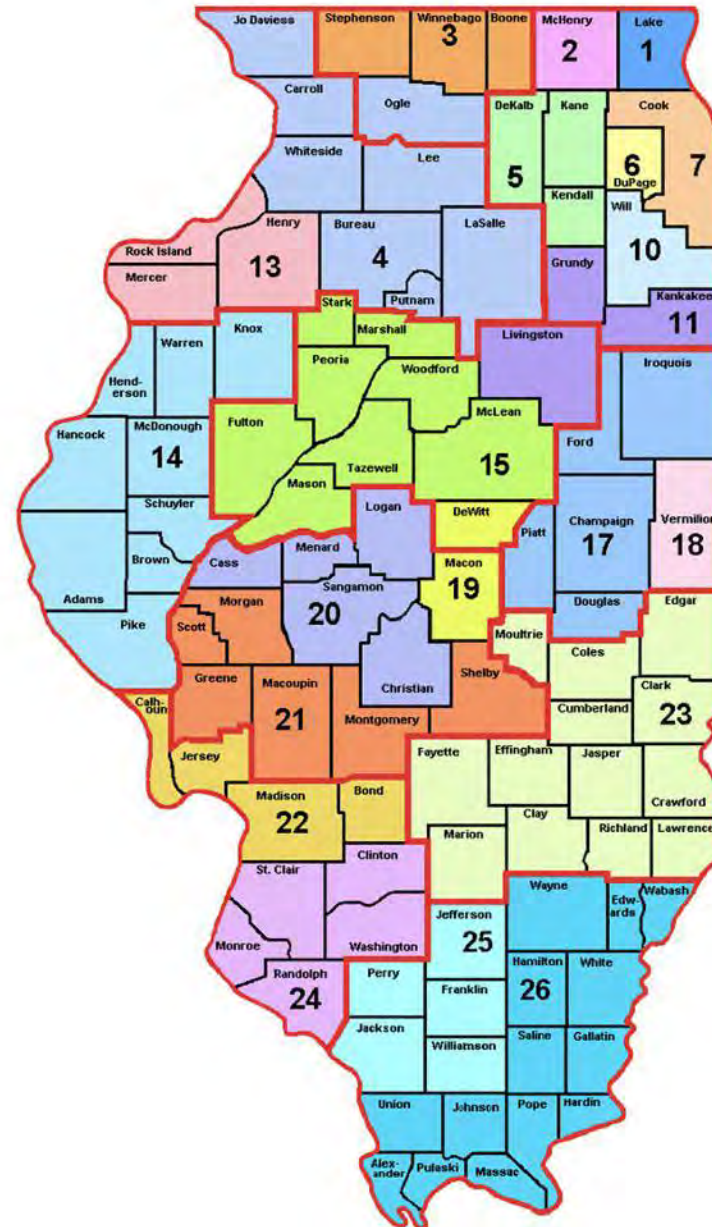 Jo Daviess
Stephenson
Winnebago
Boone
McHenry
Lake
3
2
1
Carroll
Ogle
DeKalb
Kane
Cook
Whiteside
Lee
5
6
7
DuPage
Kendall
Will
Henry
Bureau
LaSalle
Rock Island
13
4
Grundy
10
Mercer
Putnam
Kankakee
Stark
11
Knox
Marshall
Warren
Livingston
Iroquois
Peoria
Woodford
Hend-
erson
McLean
Hancock
McDonough
Fulton
Ford
14
Tazewell
15
Mason
Schuyler
Logan
DeWitt
Champaign
Vermilion
Piatt
17
18
Menard
Brown
Cass
Macon
Sangamon
19
Adams
Morgan
20
Douglas
Edgar
Pike
Scott
Moultrie
Coles
Greene
Macoupin
Shelby
Christian
Clark
Calh-
oun
21
Montgomery
Cumberland
23
Jersey
Fayette
Effingham
Jasper
Madison
Bond
Crawford
22
Clay
Marion
Richland
Lawrence
St. Clair
Clinton
Wayne
Wabash
Edw-
ards
Jefferson
Monroe
Washington
25
Hamilton
White
Randolph
Perry
24
Franklin
26
Jackson
Williamson
Saline
Gallatin
Union
Johnson
Pope
Hardin
Alex-
ander
Pulaski
Massac